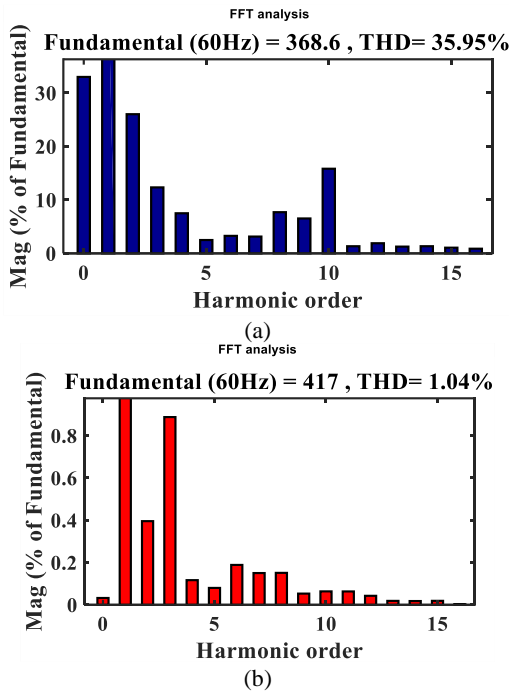 FFT analysis
Fundamental (60Hz) = 368.6 , THD= 35.95%
Mag (% of Fundamental)
30
20
10
0
0 5 10 15
Harmonic order
(a)
FFT analysis
Fundamental (60Hz) = 417 , THD= 1.04%
Mag (% of Fundamental)
0.8
0.6
0.4
0.2
0
0 5 10 15
Harmonic order
(b)